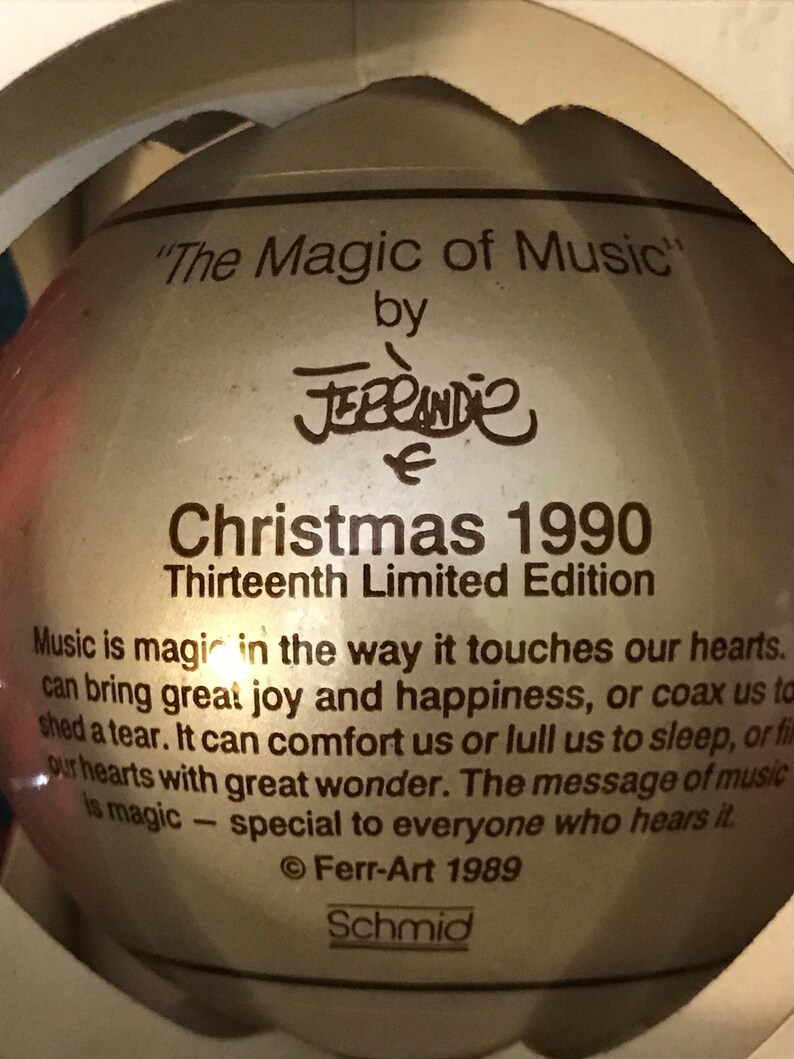 "The Magic of Music"
by
Ferrandiz
Christmas 1990
Thirteenth Limited Edition
Music is magic in the way it touches our hearts.
can bring great joy and happiness, or coax us to
shed a tear. It can comfort us or lull us to sleep, or
our hearts with great wonder. The message of music
is magic – special to everyone who hears it.
© Ferr-Art 1989
Schmid